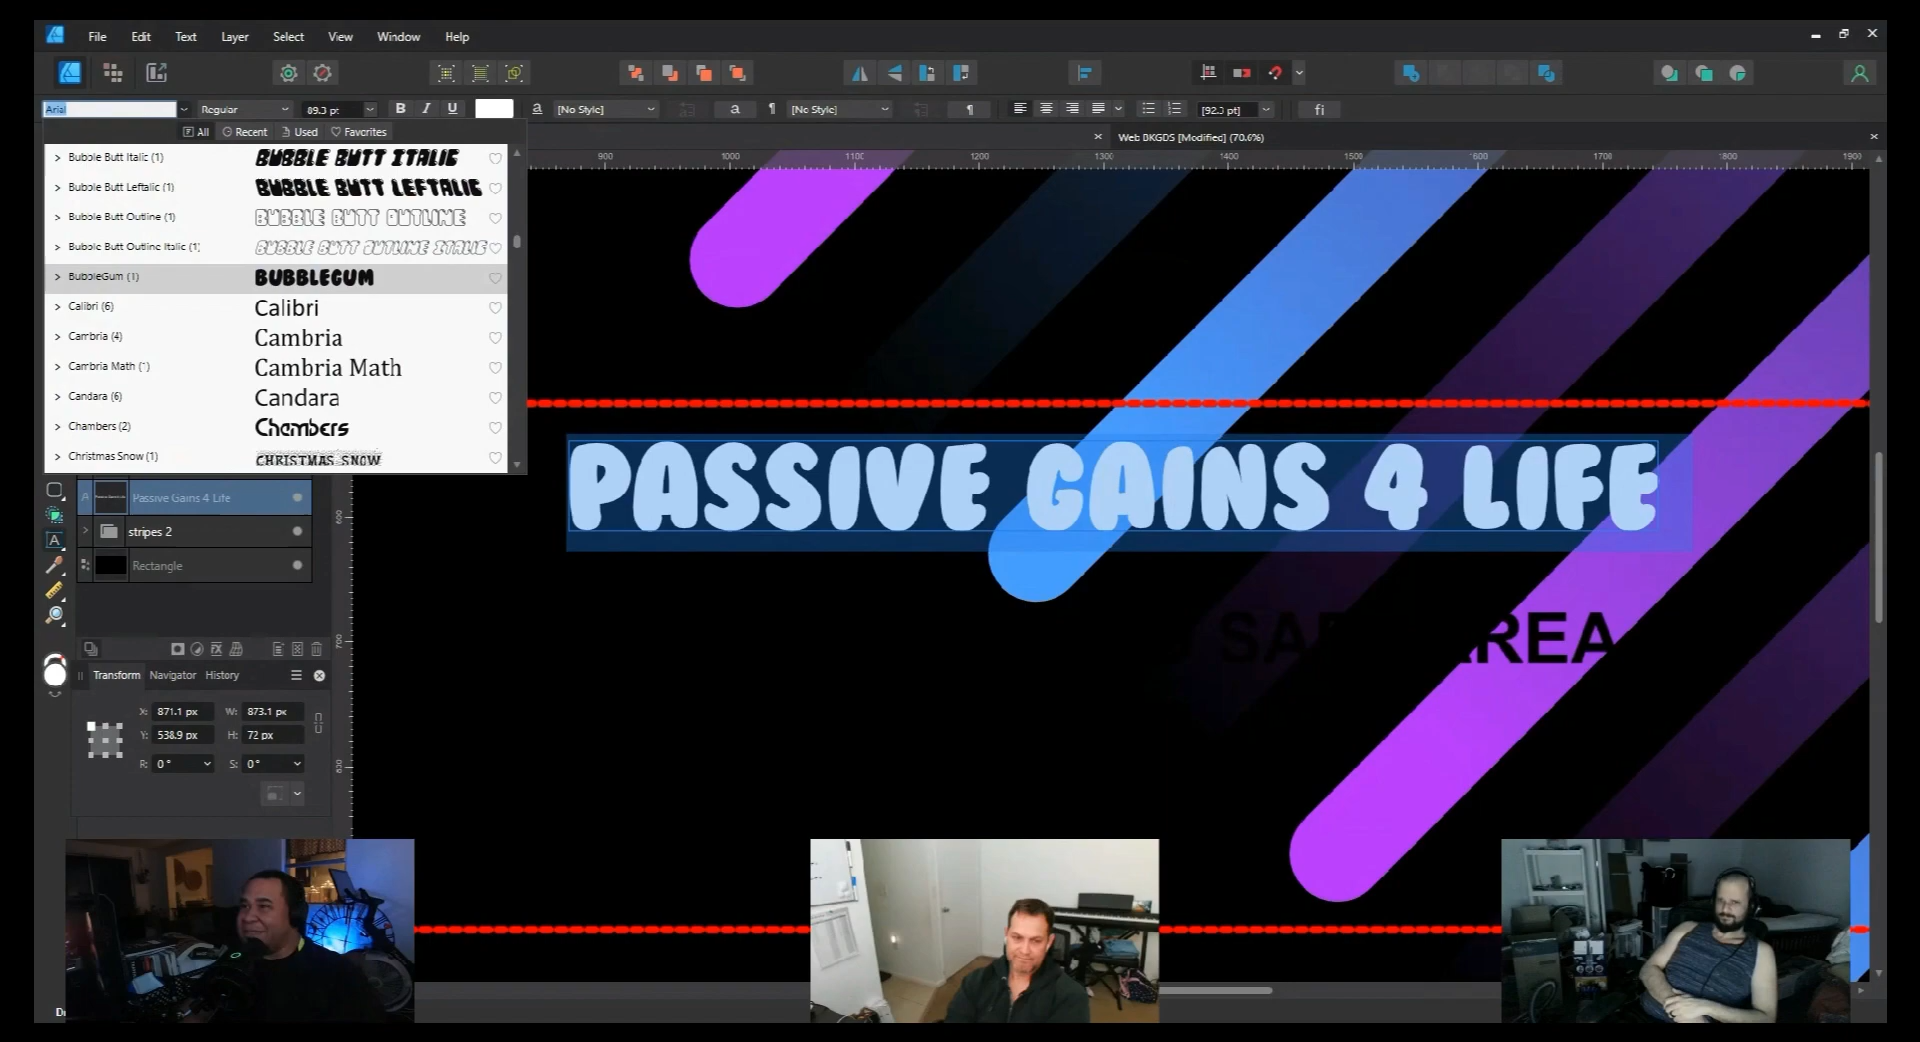 File Edit Text Layer Select View Window Help
Arial Regular 89.3 pt B I U a [No Style] a ¶ [No Style] ¶ [92.3 pt] fi
All Recent Used Favorites
Web BKGDS [Modified] (70.6%)
900 1000 1100 1200 1300 1400 1500 1600 1700 1800 1900
Bubble Butt Italic (1) BUBBLE BUTT ITALIC
Bubble Butt Leftalic (1) BUBBLE BUTT LEFTALIC
Bubble Butt Outline (1) BUBBLE BUTT OUTLINE
Bubble Butt Outline Italic (1) BUBBLE BUTT OUTLINE ITALIC
BubbleGum (1) BUBBLEGUM
Calibri (6) Calibri
Cambria (4) Cambria
Cambria Math (1) Cambria Math
Candara (6) Candara
Chambers (2) Chambers
Christmas Snow (1) CHRISTMAS SNOW
PASSIVE GAINS 4 LIFE
Passive Gains 4 Life
stripes 2
Rectangle
Transform Navigator History
X: 871.1 px W: 873.1 px
Y: 538.9 px H: 72 px
R: 0° S: 0°